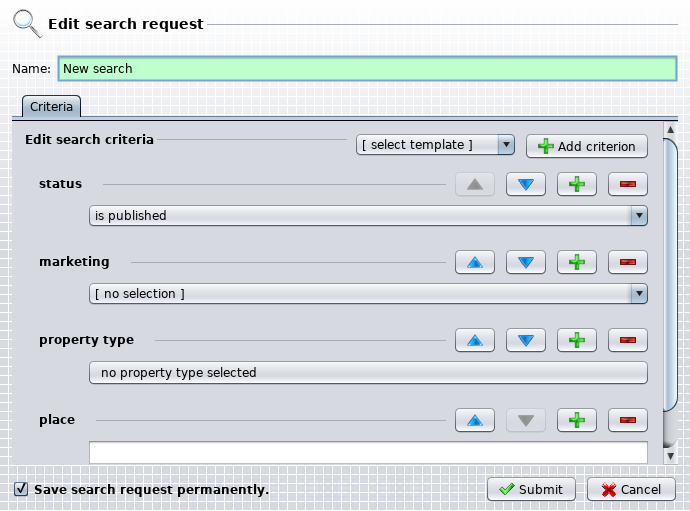 Edit search request
Name: New search
Criteria
Edit search criteria [ select template ] Add criterion
status
is published
marketing
[ no selection ]
property type
no property type selected
place
Save search request permanently. Submit Cancel